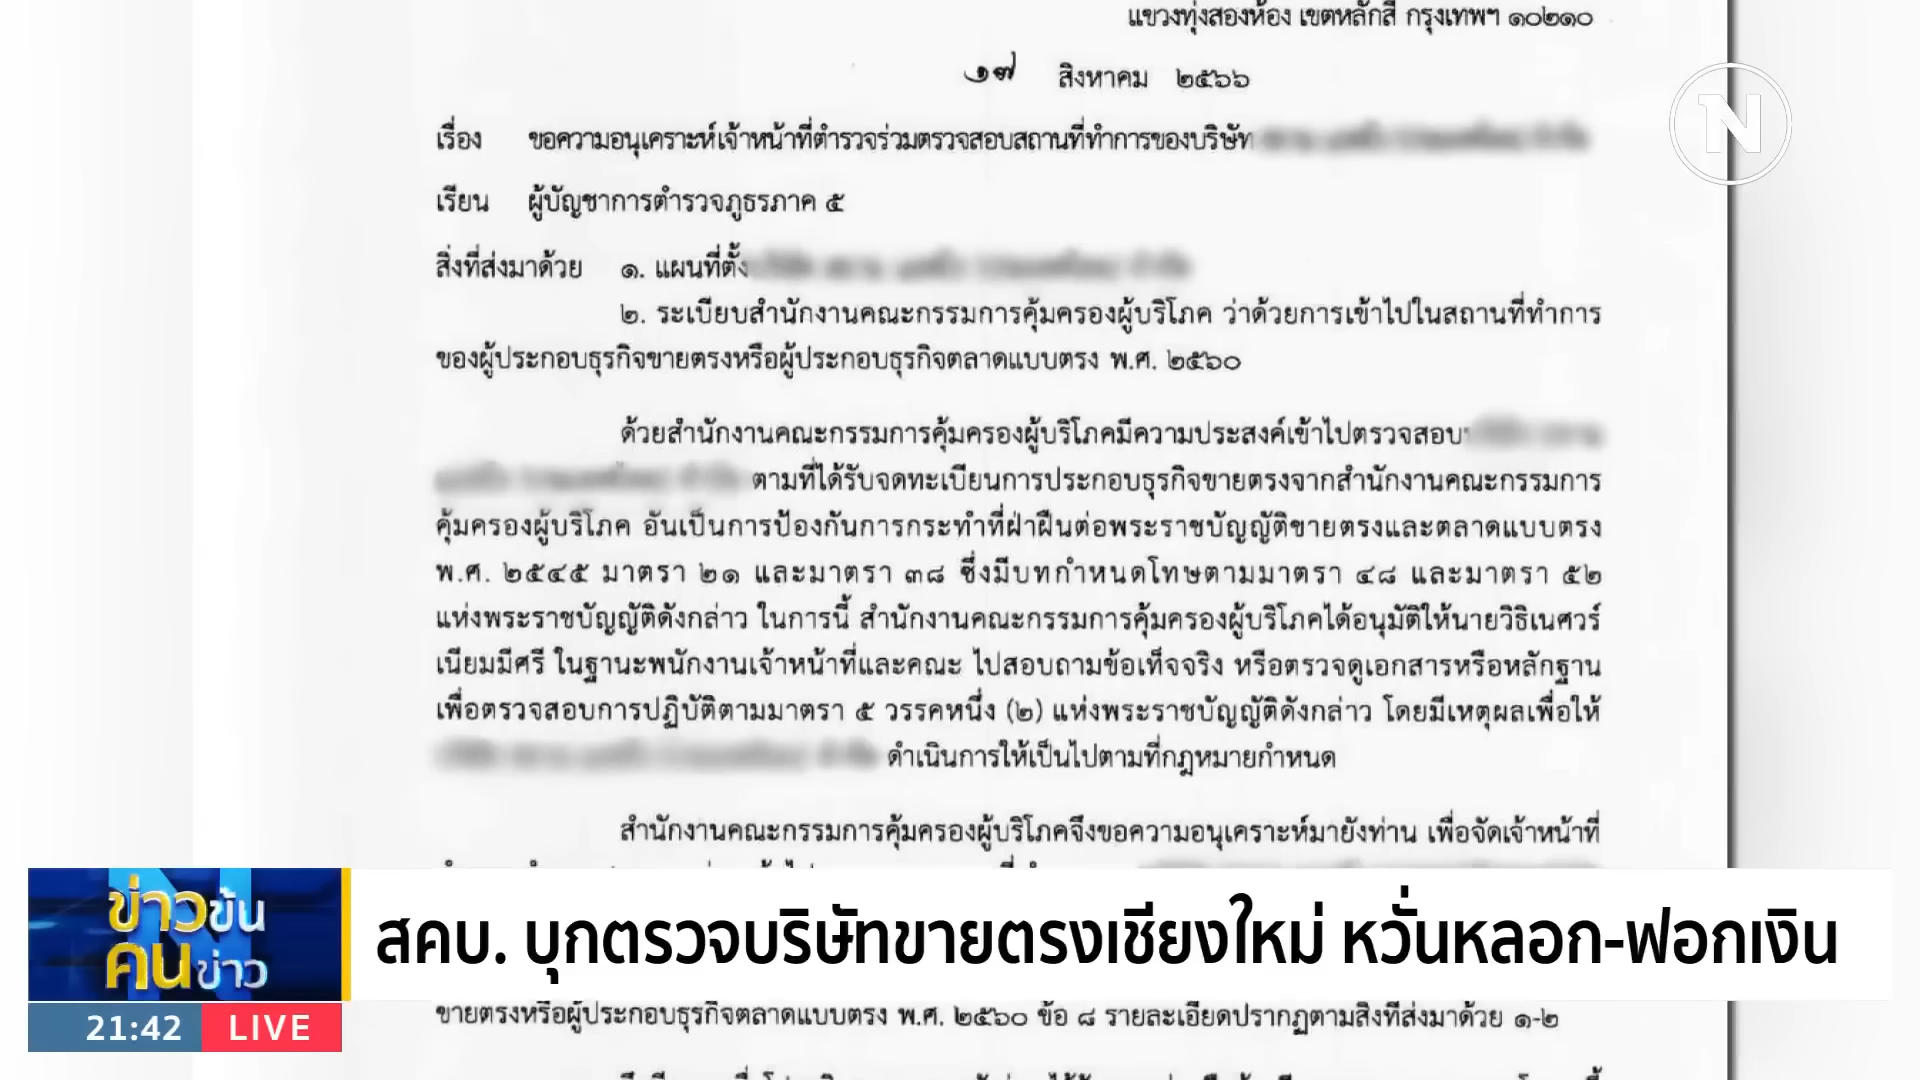 แขวงทุ่งสองห้อง เขตหลักสี่ กรุงเทพฯ ๑๐๒๑๐
๑๗ สิงหาคม ๒๕๖๖
N
เรื่อง ขอความอนุเคราะห์เจ้าหน้าที่ตำรวจร่วมตรวจสอบสถานที่ทำการของบริษัท
เรียน ผู้บัญชาการตำรวจภูธรภาค ๕
สิ่งที่ส่งมาด้วย ๑. แผนที่ตั้ง
๒. ระเบียบสำนักงานคณะกรรมการคุ้มครองผู้บริโภค ว่าด้วยการเข้าไปในสถานที่ทำการ
ของผู้ประกอบธุรกิจขายตรงหรือผู้ประกอบธุรกิจตลาดแบบตรง พ.ศ. ๒๕๖๐
ด้วยสำนักงานคณะกรรมการคุ้มครองผู้บริโภคมีความประสงค์เข้าไปตรวจสอบ
ตามที่ได้รับจดทะเบียนการประกอบธุรกิจขายตรงจากสำนักงานคณะกรรมการ
คุ้มครองผู้บริโภค อันเป็นการป้องกันการกระทำที่ฝ่าฝืนต่อพระราชบัญญัติขายตรงและตลาดแบบตรง
พ.ศ. ๒๕๔๕ มาตรา ๒๑ และมาตรา ๓๘ ซึ่งมีบทกำหนดโทษตามมาตรา ๔๘ และมาตรา ๕๒
แห่งพระราชบัญญัติดังกล่าว ในการนี้ สำนักงานคณะกรรมการคุ้มครองผู้บริโภคได้อนุมัติให้นายวิธิเนศวร์
เนียมมีศรี ในฐานะพนักงานเจ้าหน้าที่และคณะ ไปสอบถามข้อเท็จจริง หรือตรวจดูเอกสารหรือหลักฐาน
เพื่อตรวจสอบการปฏิบัติตามมาตรา ๕ วรรคหนึ่ง (๒) แห่งพระราชบัญญัติดังกล่าว โดยมีเหตุผลเพื่อให้
ดำเนินการให้เป็นไปตามที่กฎหมายกำหนด
สำนักงานคณะกรรมการคุ้มครองผู้บริโภคจึงขอความอนุเคราะห์มายังท่าน เพื่อจัดเจ้าหน้าที่
ข่าวข้น
คนข่าว
สคบ. บุกตรวจบริษัทขายตรงเชียงใหม่ หวั่นหลอก-ฟอกเงิน
21:42 LIVE
ขายตรงหรือผู้ประกอบธุรกิจตลาดแบบตรง พ.ศ. ๒๕๖๐ ข้อ ๘ รายละเอียดปรากฏตามสิ่งที่ส่งมาด้วย ๑-๒